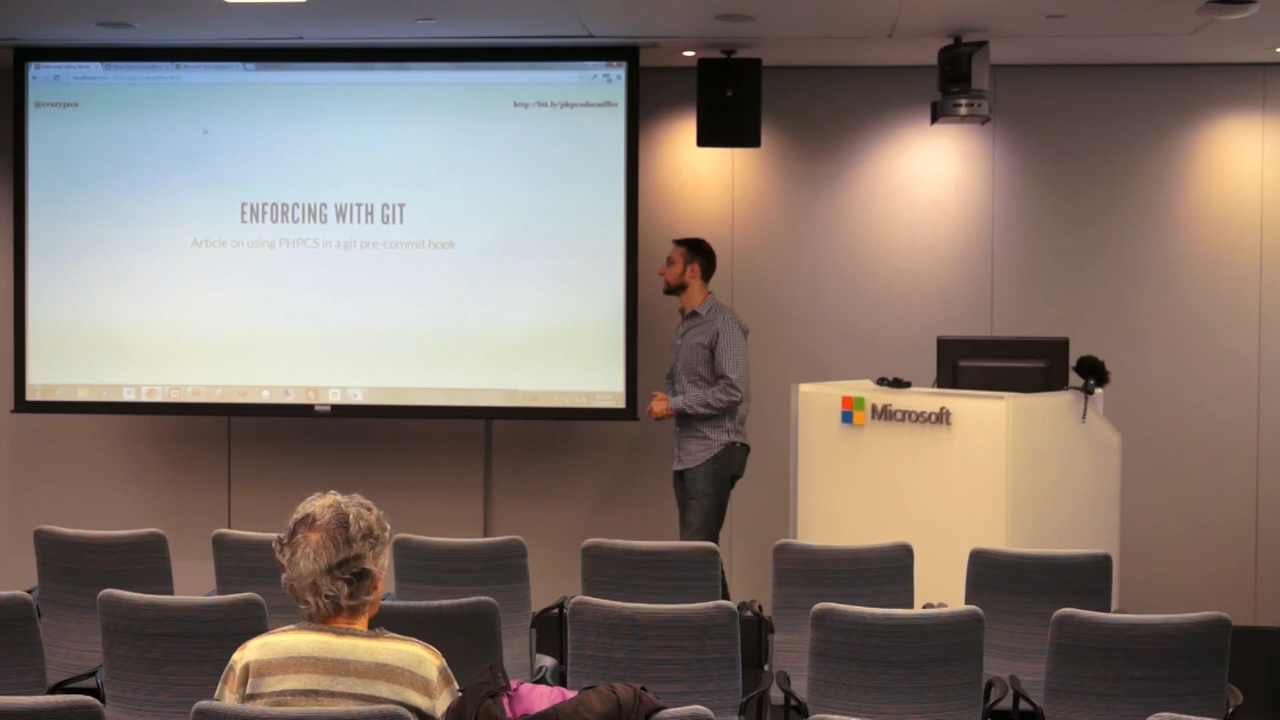 @crazyjaco
http://bit.ly/phpcodesniffer
ENFORCING WITH GIT
Article on using PHPCS in a git pre-commit hook
Microsoft